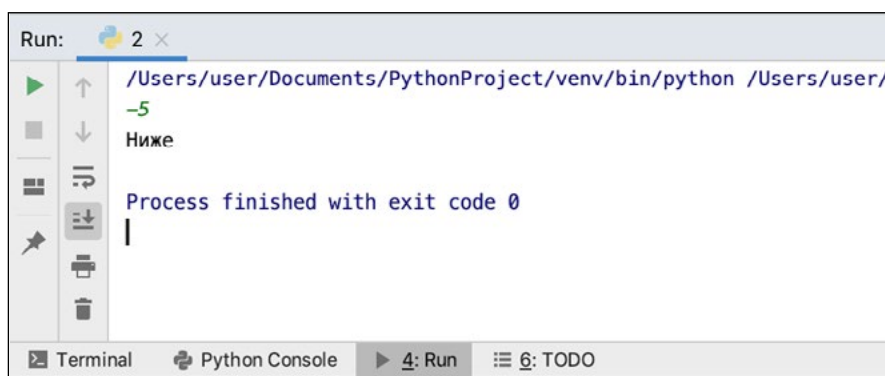 Run: 2 ×
/Users/user/Documents/PythonProject/venv/bin/python /Users/user/
-5
Ниже
Process finished with exit code 0
Terminal Python Console 4: Run 6: TODO